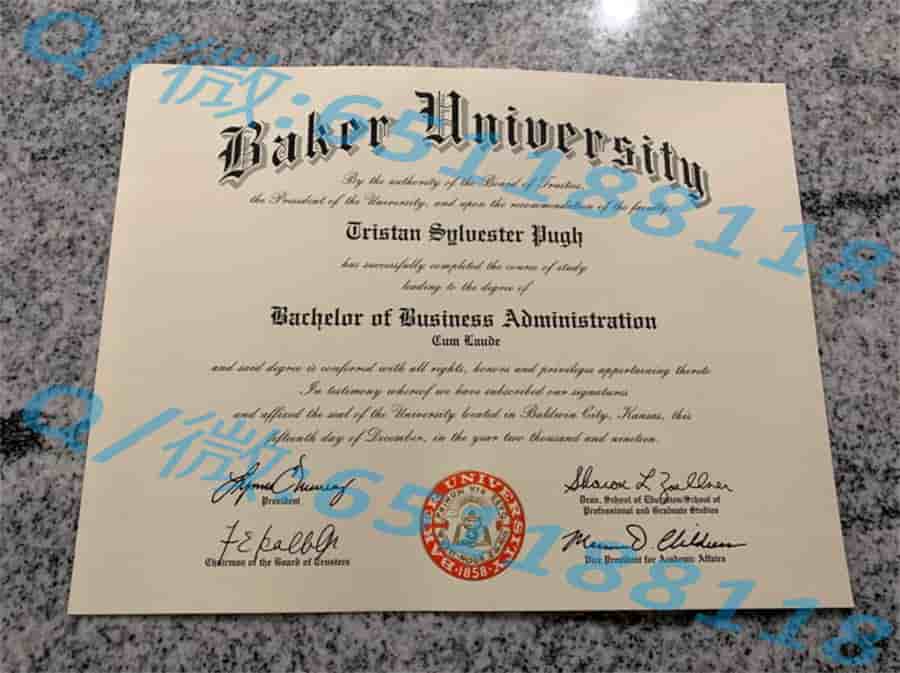 Q/微:651188118
Baker University
By the authority of the Board of Trustees,
the President of the University, and upon the recommendation of the faculty,
Tristan Sylvester Pugh
has successfully completed the course of study
leading to the degree of
Bachelor of Business Administration
Cum Laude
and said degree is conferred with all rights, honors and privileges appertaining thereto
In testimony whereof we have subscribed our signatures
and affixed the seal of the University located in Baldwin City, Kansas, this
fifteenth day of December, in the year two thousand and nineteen.
Q/微:651188118
President
Sharon L Zoellner
Dean, School of Education/School of
Professional and Graduate Studies
Chairman of the Board of Trustees
BAKER UNIVERSITY
·1858·
Vice President for Academic Affairs